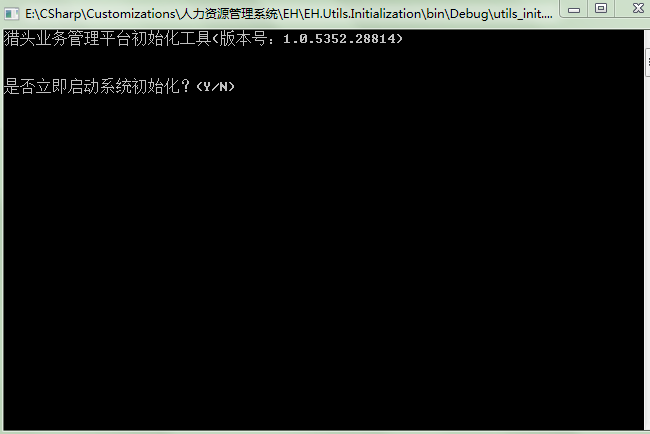 E:\CSharp\Customizations\人力资源管理系统\EH\EH.Utils.Initialization\bin\Debug\utils_init....
猎头业务管理平台初始化工具(版本号：1.0.5352.28814)
是否立即启动系统初始化？(Y/N)